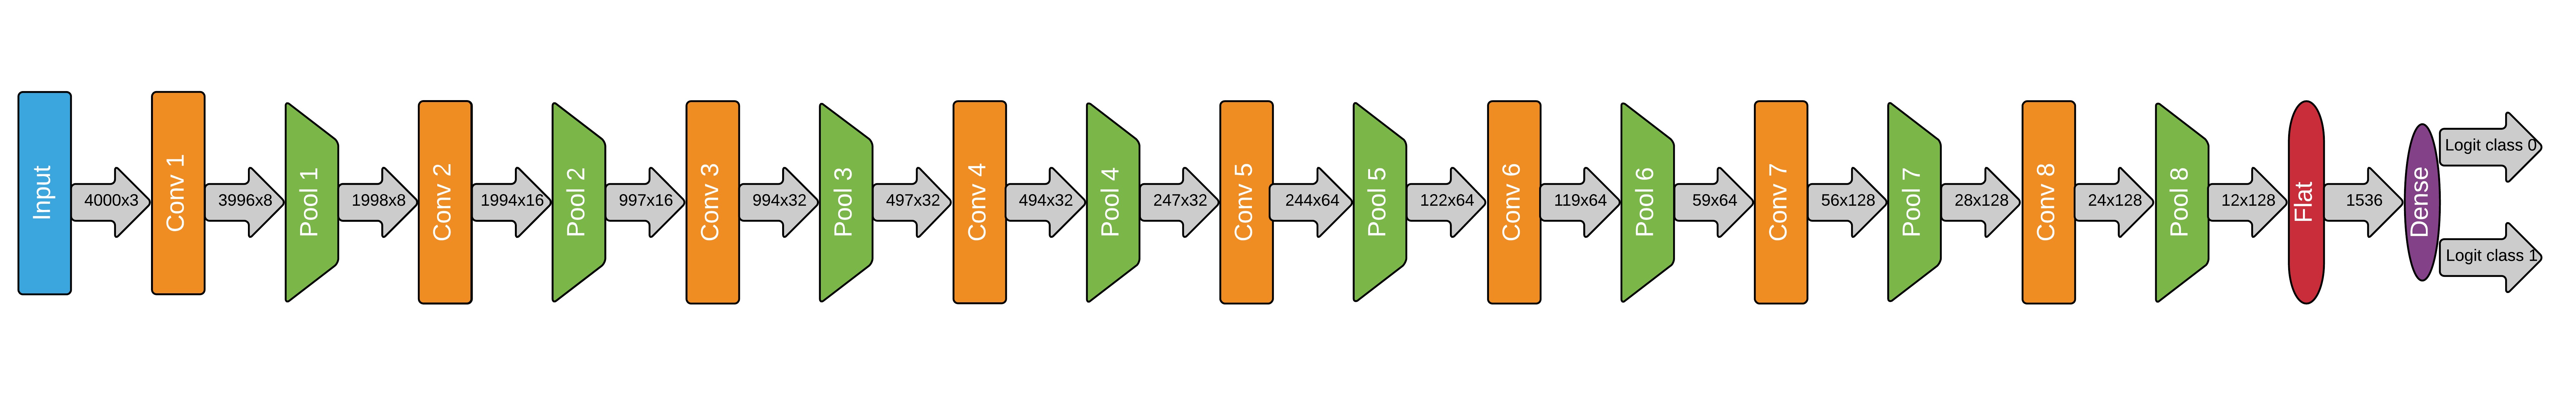 Input
4000x3
Conv 1
3996x8
Pool 1
1998x8
Conv 2
1994x16
Pool 2
997x16
Conv 3
994x32
Pool 3
497x32
Conv 4
494x32
Pool 4
247x32
Conv 5
244x64
Pool 5
122x64
Conv 6
119x64
Pool 6
59x64
Conv 7
56x128
Pool 7
28x128
Conv 8
24x128
Pool 8
12x128
Flat
1536
Dense
Logit class 0
Logit class 1